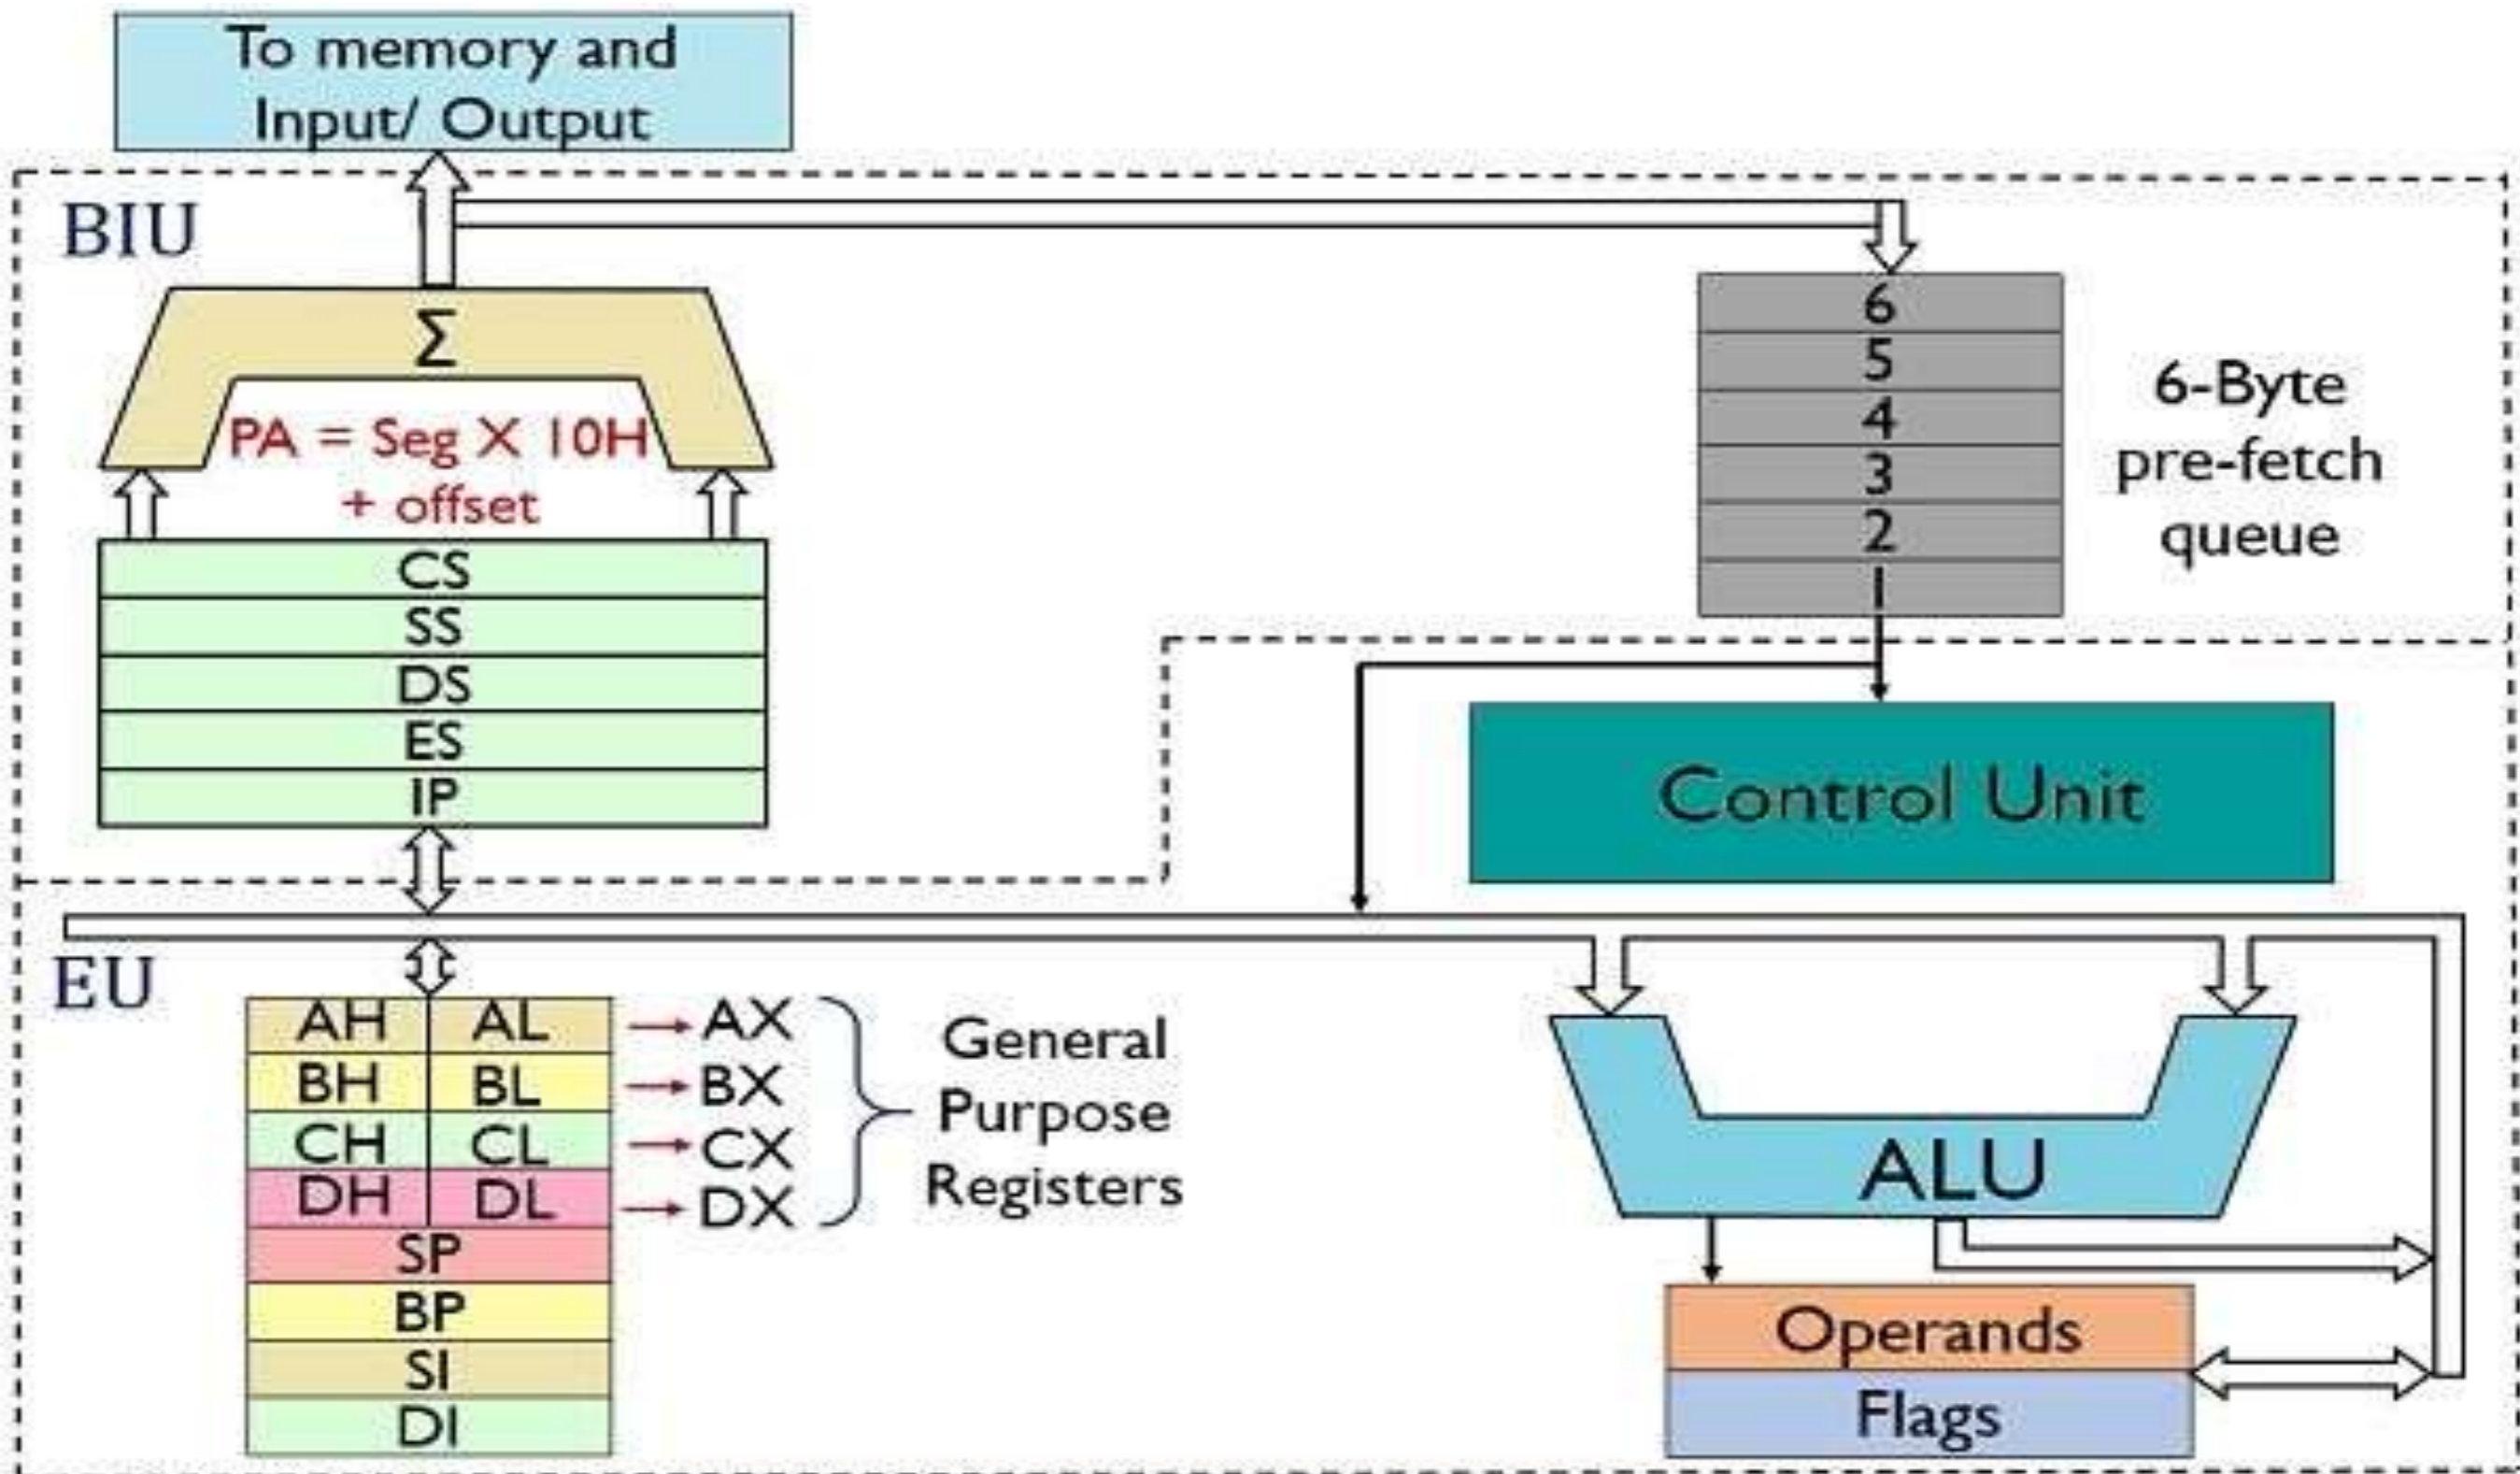 To memory and
Input/ Output
BIU
Σ
PA = Seg X 10H
+ offset
CS
SS
DS
ES
IP
6
5
4
3
2
1
6-Byte
pre-fetch
queue
Control Unit
EU
AH AL → AX
BH BL → BX
CH CL → CX
DH DL → DX
SP
BP
SI
DI
General
Purpose
Registers
ALU
Operands
Flags